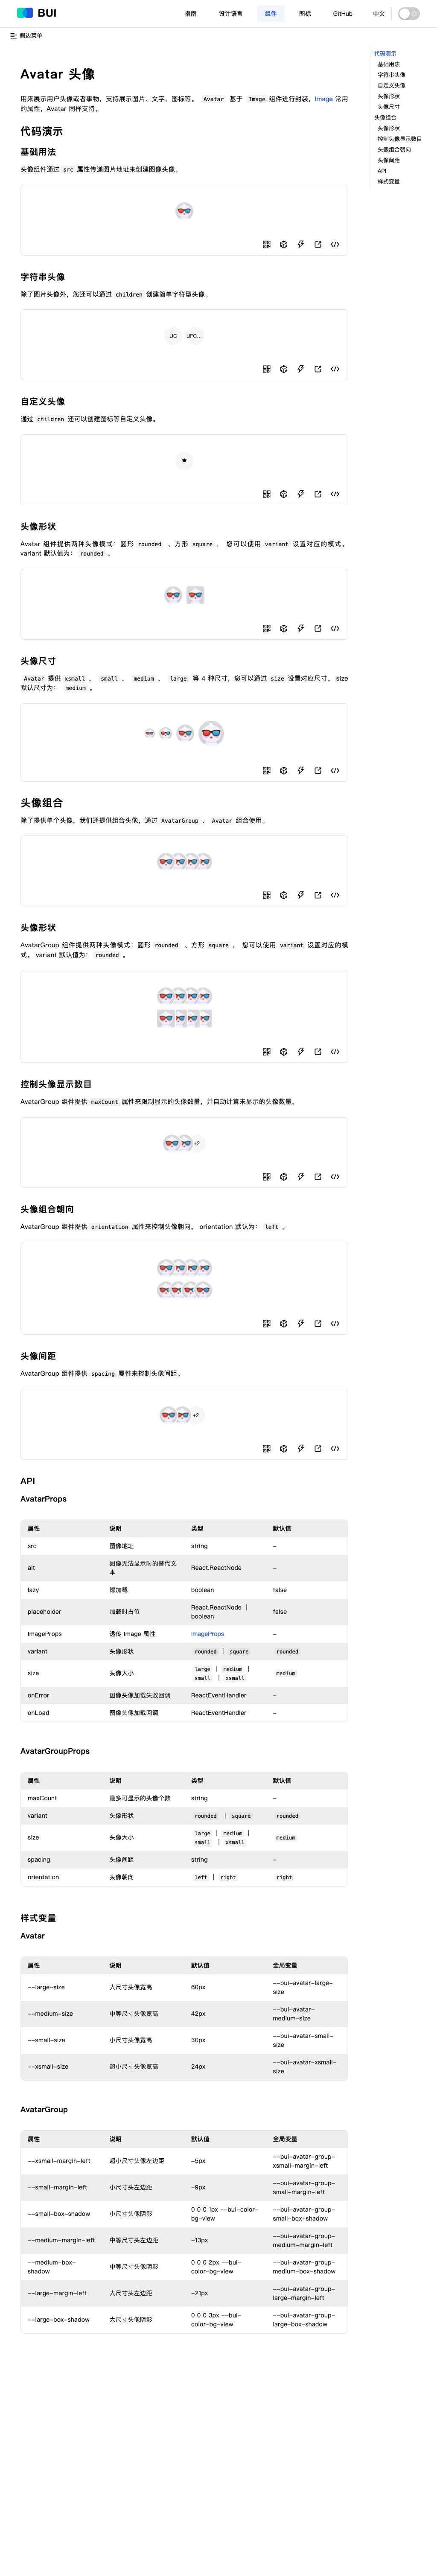 BUI
指南
设计语言
组件
图标
GitHub
中文
侧边菜单
代码演示
基础用法
字符串头像
自定义头像
头像形状
头像尺寸
头像组合
头像形状
控制头像显示数目
头像组合朝向
头像间距
API
样式变量
Avatar 头像
用来展示用户头像或者事物，支持展示图片、文字、图标等。 Avatar 基于 Image 组件进行封装，Image 常用
的属性，Avatar 同样支持。
代码演示
基础用法
头像组件通过 src 属性传递图片地址来创建图像头像。
字符串头像
除了图片头像外，您还可以通过 children 创建简单字符型头像。
UC
UFC...
自定义头像
通过 children 还可以创建图标等自定义头像。
头像形状
Avatar 组件提供两种头像模式：圆形 rounded 、方形 square ， 您可以使用 variant 设置对应的模式。
variant 默认值为： rounded 。
头像尺寸
Avatar 提供 xsmall 、 small 、 medium 、 large 等 4 种尺寸，您可以通过 size 设置对应尺寸。 size
默认尺寸为： medium 。
头像组合
除了提供单个头像，我们还提供组合头像，通过 AvatarGroup 、 Avatar 组合使用。
头像形状
AvatarGroup 组件提供两种头像模式：圆形 rounded 、方形 square ， 您可以使用 variant 设置对应的模
式。 variant 默认值为： rounded 。
控制头像显示数目
AvatarGroup 组件提供 maxCount 属性来限制显示的头像数量，并自动计算未显示的头像数量。
+2
头像组合朝向
AvatarGroup 组件提供 orientation 属性来控制头像朝向。 orientation 默认为： left 。
头像间距
AvatarGroup 组件提供 spacing 属性来控制头像间距。
+2
API
AvatarProps
属性 说明 类型 默认值
src 图像地址 string -
alt 图像无法显示时的替代文本 React.ReactNode -
lazy 懒加载 boolean false
placeholder 加载时占位 React.ReactNode | boolean false
ImageProps 透传 Image 属性 ImageProps -
variant 头像形状 rounded | square rounded
size 头像大小 large | medium | small | xsmall medium
onError 图像头像加载失败回调 ReactEventHandler -
onLoad 图像头像加载回调 ReactEventHandler -
AvatarGroupProps
属性 说明 类型 默认值
maxCount 最多可显示的头像个数 string -
variant 头像形状 rounded | square rounded
size 头像大小 large | medium | small | xsmall medium
spacing 头像间距 string -
orientation 头像朝向 left | right right
样式变量
Avatar
属性 说明 默认值 全局变量
--large-size 大尺寸头像宽高 60px --bui-avatar-large-size
--medium-size 中等尺寸头像宽高 42px --bui-avatar-medium-size
--small-size 小尺寸头像宽高 30px --bui-avatar-small-size
--xsmall-size 超小尺寸头像宽高 24px --bui-avatar-xsmall-size
AvatarGroup
属性 说明 默认值 全局变量
--xsmall-margin-left 超小尺寸头像左边距 -5px --bui-avatar-group-xsmall-margin-left
--small-margin-left 小尺寸头左边距 -9px --bui-avatar-group-small-margin-left
--small-box-shadow 小尺寸头像阴影 0 0 0 1px --bui-color-bg-view --bui-avatar-group-small-box-shadow
--medium-margin-left 中等尺寸头左边距 -13px --bui-avatar-group-medium-margin-left
--medium-box-shadow 中等尺寸头像阴影 0 0 0 2px --bui-color-bg-view --bui-avatar-group-medium-box-shadow
--large-margin-left 大尺寸头左边距 -21px --bui-avatar-group-large-margin-left
--large-box-shadow 大尺寸头像阴影 0 0 0 3px --bui-color-bg-view --bui-avatar-group-large-box-shadow